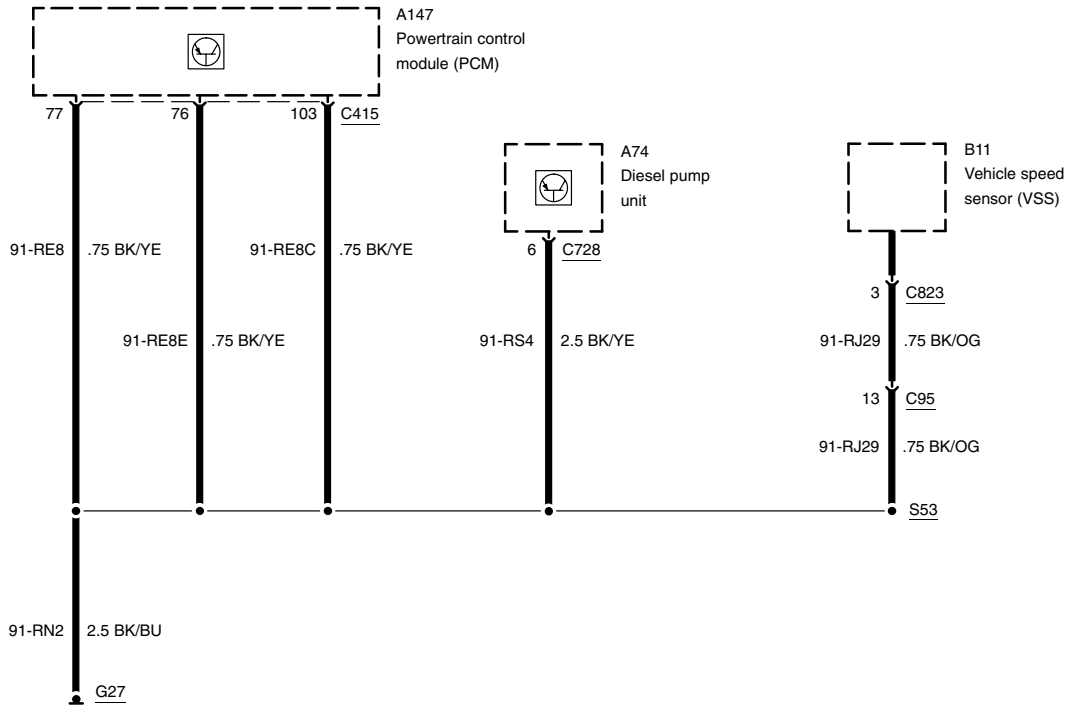 A147
Powertrain control
module (PCM)
77
76
103
C415
A74
Diesel pump
unit
B11
Vehicle speed
sensor (VSS)
91-RE8
.75 BK/YE
91-RE8C
.75 BK/YE
6
C728
3
C823
91-RE8E
.75 BK/YE
91-RS4
2.5 BK/YE
91-RJ29
.75 BK/OG
13
C95
91-RJ29
.75 BK/OG
S53
91-RN2
2.5 BK/BU
G27